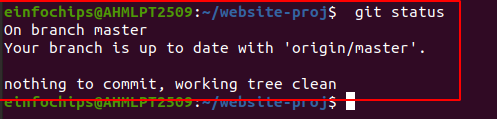 einfochips@AHMLPT2509:~/website-proj$  git status
On branch master
Your branch is up to date with 'origin/master'.

nothing to commit, working tree clean
einfochips@AHMLPT2509:~/website-proj$